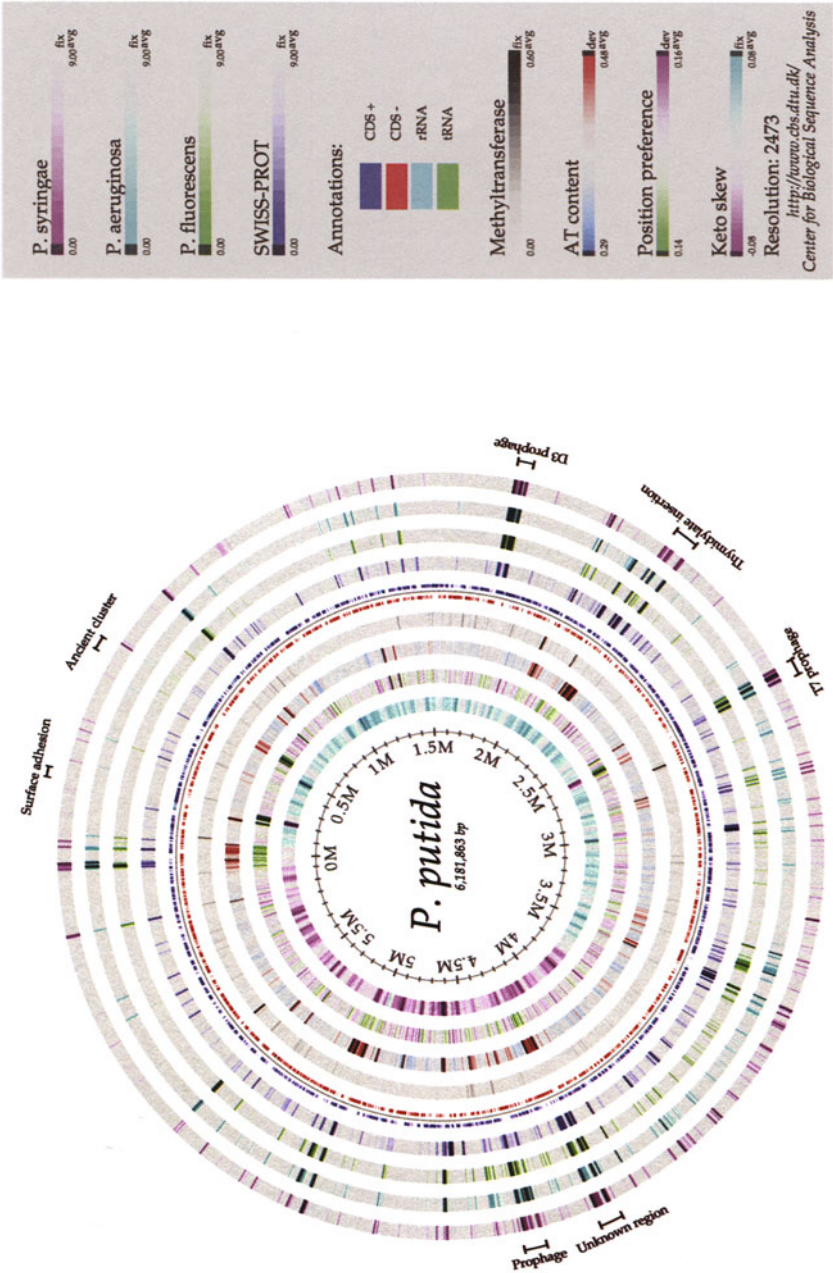 Surface adhesion
Ancient cluster
D3 prophage
Thymidylate insertion
T7 prophage
Unknown region
Prophage
0M
0.5M
1M
1.5M
2M
2.5M
3M
3.5M
4M
4.5M
5M
5.5M
P. putida
6,181,863 bp
P. syringae
0.00
fix
9.00avg
P. aeruginosa
0.00
fix
9.00avg
P. fluorescens
0.00
fix
9.00avg
SWISS-PROT
0.00
fix
9.00avg
Annotations:
CDS +
CDS -
rRNA
tRNA
Methyltransferase
0.00
fix
0.60avg
AT content
0.29
dev
0.48avg
Position preference
0.14
dev
0.16avg
Keto skew
-0.08
fix
0.08avg
Resolution: 2473
http://www.cbs.dtu.dk/
Center for Biological Sequence Analysis